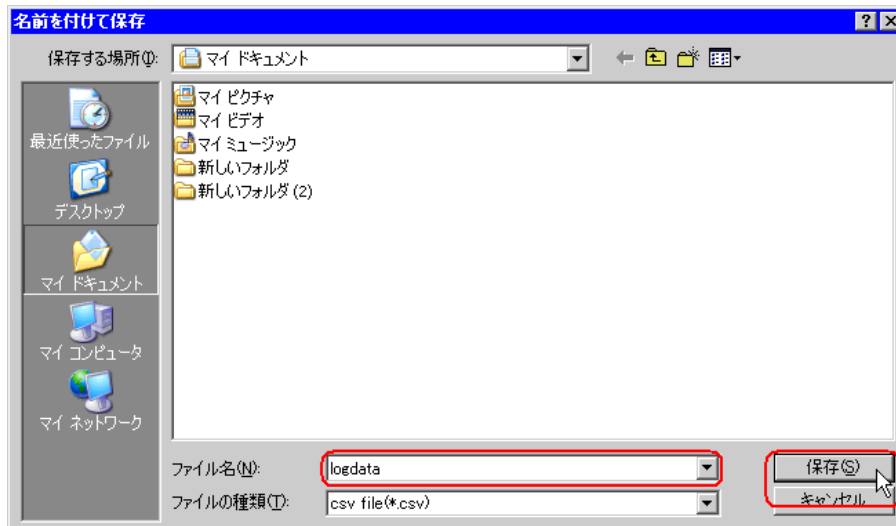 名前を付けて保存
保存する場所(I):
マイ ドキュメント
最近使ったファイル
デスクトップ
マイ ドキュメント
マイ コンピュータ
マイ ネットワーク
マイ ピクチャ
マイ ビデオ
マイ ミュージック
新しいフォルダ
新しいフォルダ (2)
ファイル名(N):
logdata
保存(S)
ファイルの種類(T):
csv file(*.csv)
キャンセル